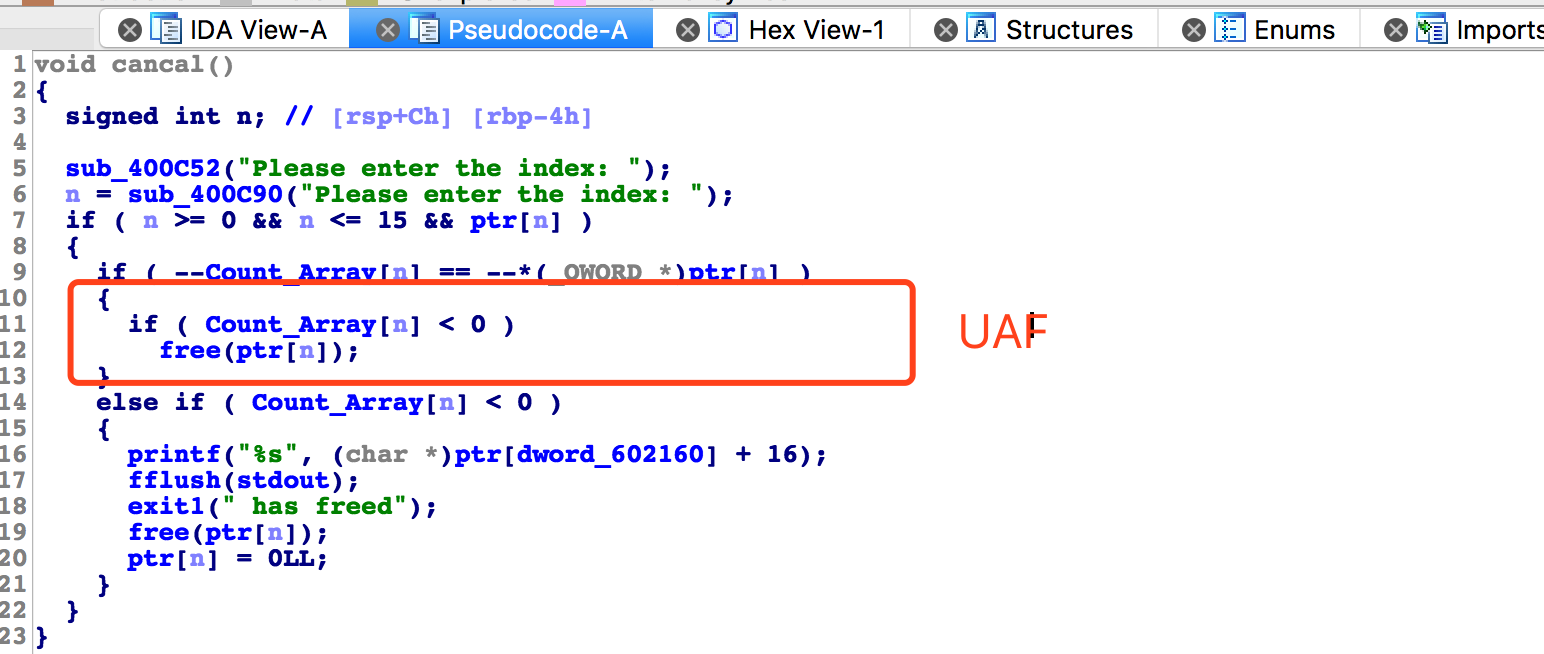 IDA View-A Pseudocode-A Hex View-1 Structures Enums Imports
1 void cancal()
2 {
3 signed int n; // [rsp+Ch] [rbp-4h]
4
5 sub_400C52("Please enter the index: ");
6 n = sub_400C90("Please enter the index: ");
7 if ( n >= 0 && n <= 15 && ptr[n] )
8 {
9 if ( --Count_Array[n] == --*(_QWORD *)ptr[n] )
10 {
11 if ( Count_Array[n] < 0 )
12 free(ptr[n]);
13 }
UAF
14 else if ( Count_Array[n] < 0 )
15 {
16 printf("%s", (char *)ptr[dword_602160] + 16);
17 fflush(stdout);
18 exit1(" has freed");
19 free(ptr[n]);
20 ptr[n] = 0LL;
21 }
22 }
23 }